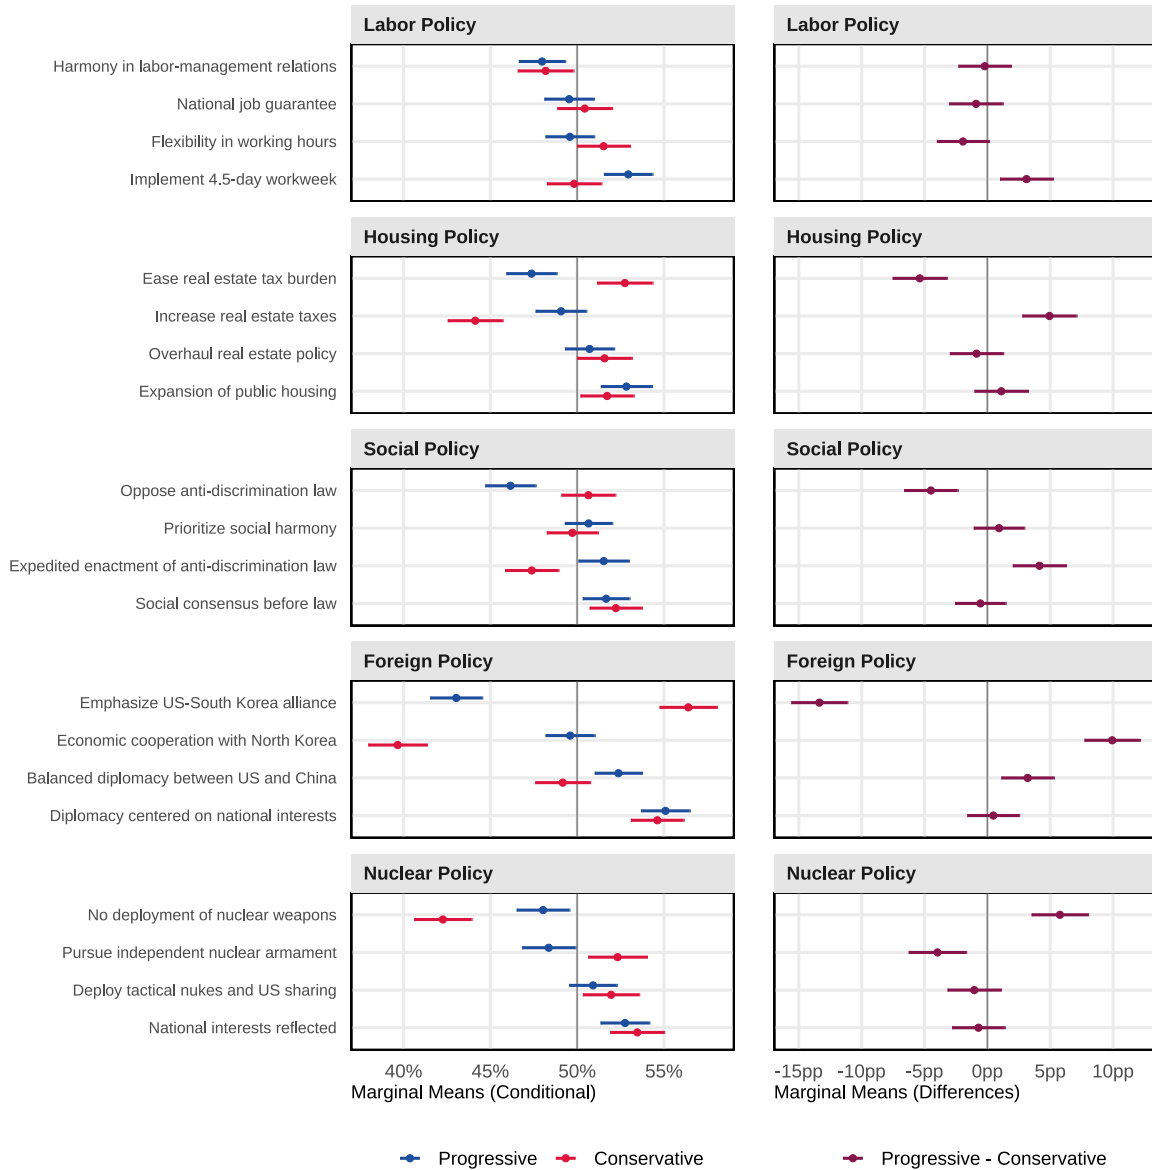 Labor Policy
Labor Policy
Harmony in labor-management relations
National job guarantee
Flexibility in working hours
Implement 4.5-day workweek
Housing Policy
Housing Policy
Ease real estate tax burden
Increase real estate taxes
Overhaul real estate policy
Expansion of public housing
Social Policy
Social Policy
Oppose anti-discrimination law
Prioritize social harmony
Expedited enactment of anti-discrimination law
Social consensus before law
Foreign Policy
Foreign Policy
Emphasize US-South Korea alliance
Economic cooperation with North Korea
Balanced diplomacy between US and China
Diplomacy centered on national interests
Nuclear Policy
Nuclear Policy
No deployment of nuclear weapons
Pursue independent nuclear armament
Deploy tactical nukes and US sharing
National interests reflected
40% 45% 50% 55%
-15pp -10pp -5pp 0pp 5pp 10pp
Marginal Means (Conditional)
Marginal Means (Differences)
Progressive Conservative
Progressive - Conservative